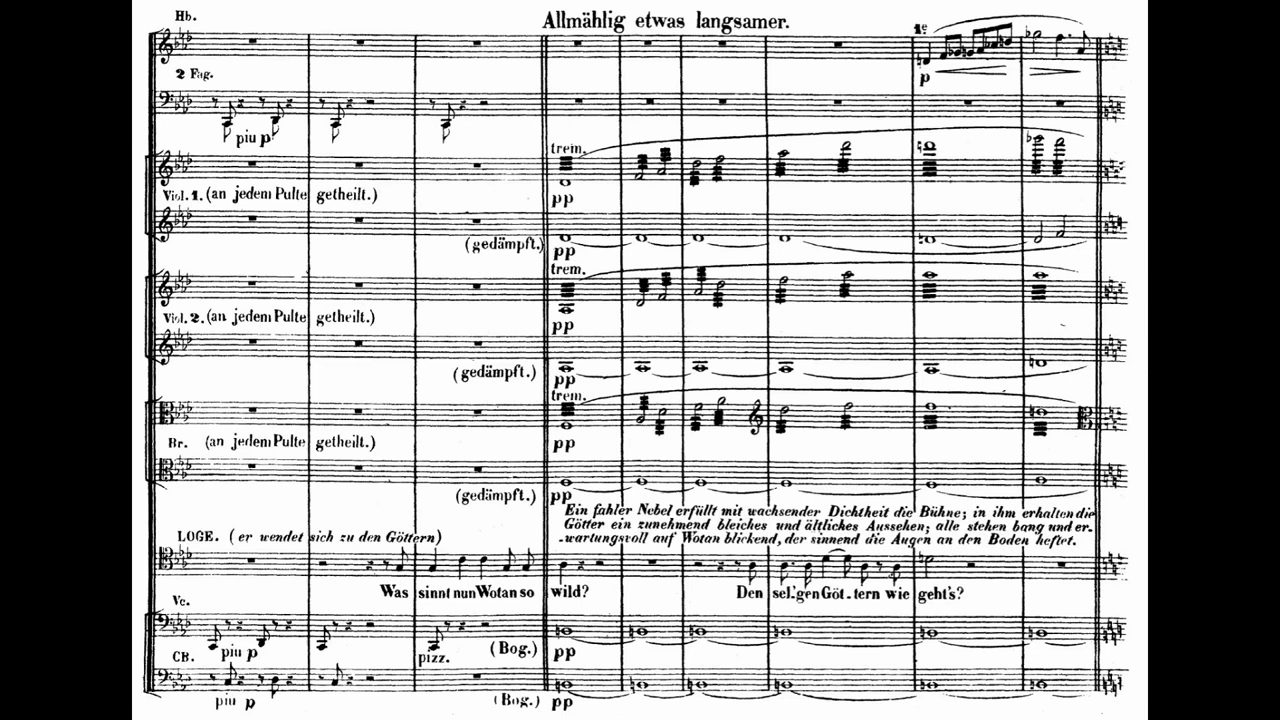 Hb.
Allmählig etwas langsamer.
1e
p
2 Fag.
piu p
trem.
Viol. 1. (an jedem Pulte getheilt.)
pp
(gedämpft.)
pp
trem.
Viol. 2. (an jedem Pulte getheilt.)
pp
(gedämpft.)
pp
trem.
Br. (an jedem Pulte getheilt.)
pp
(gedämpft.)
pp
Ein fahler Nebel erfüllt mit wachsender Dichtheit die Bühne; in ihm erhalten die
Götter ein zunehmend bleiches und ältliches Aussehen; alle stehen bang und er-
-wartungsvoll auf Wotan blickend, der sinnend die Augen an den Boden heftet.
LOGE. (er wendet sich zu den Göttern)
Was sinnt nun Wotan so wild? Den sel'gen Göt-tern wie geht's?
Vc.
piu p
pizz.
(Bog.)
pp
CB.
piu p
(Bog.)
pp